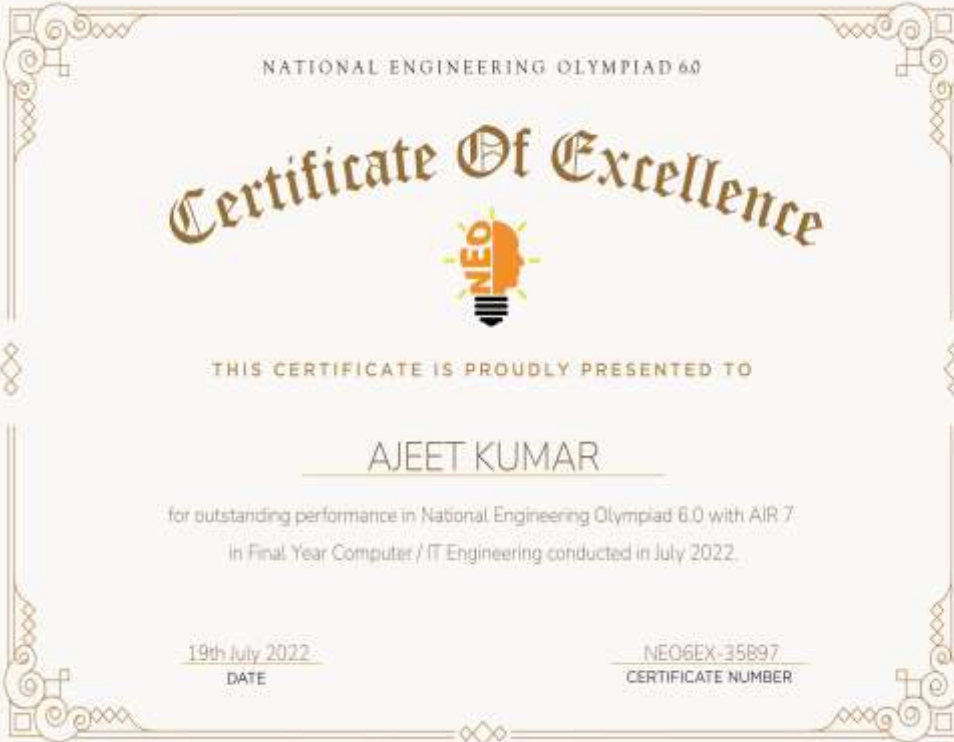 NATIONAL ENGINEERING OLYMPIAD 6.0
Certificate Of Excellence
NEO
THIS CERTIFICATE IS PROUDLY PRESENTED TO
AJEET KUMAR
for outstanding performance in National Engineering Olympiad 6.0 with AIR 7
in Final Year Computer / IT Engineering conducted in July 2022.
19th July 2022
DATE
NEO6EX-35897
CERTIFICATE NUMBER